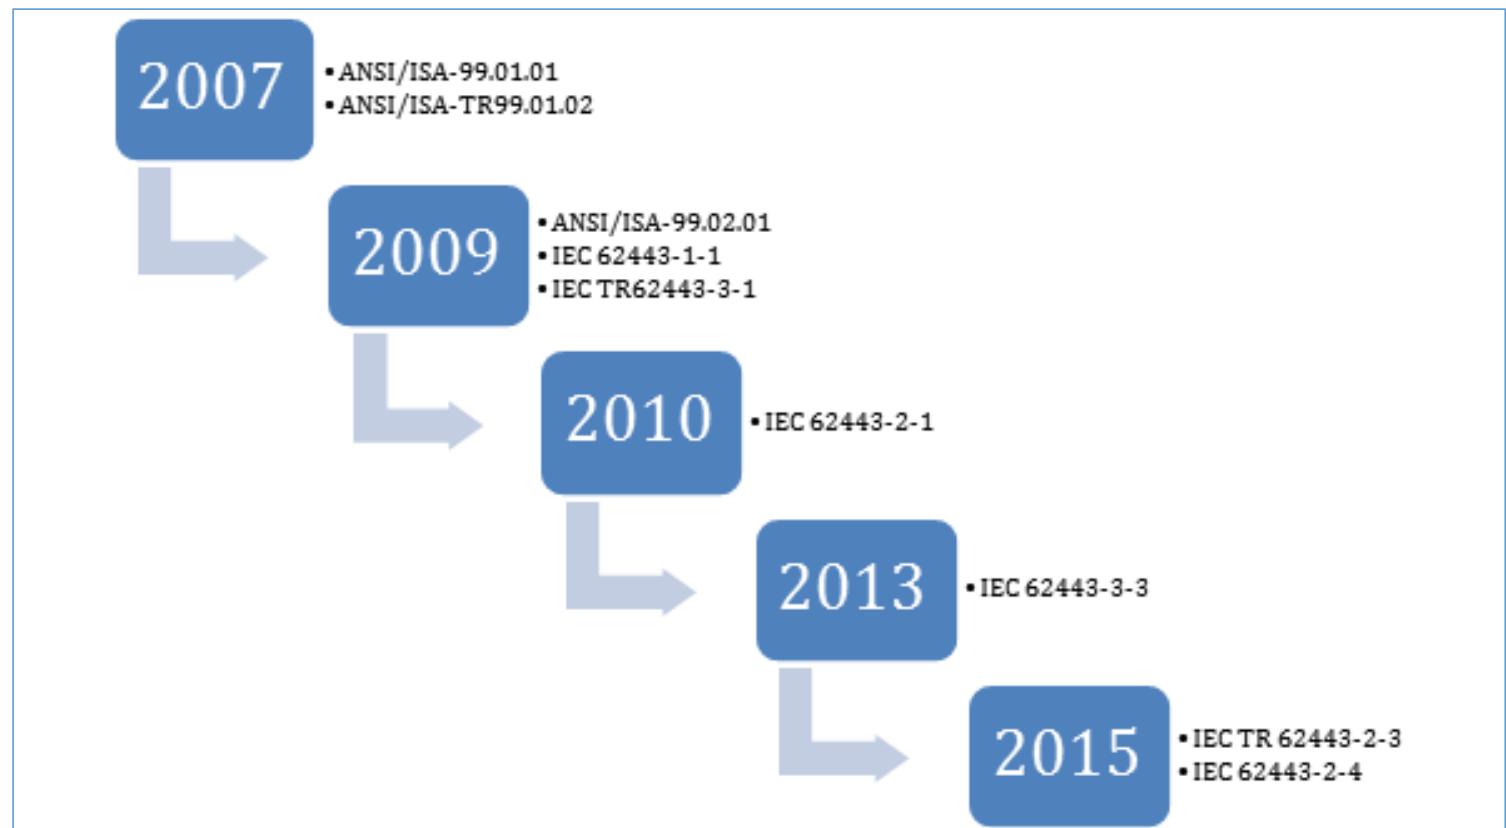 2007
• ANSI/ISA-99.01.01
• ANSI/ISA-TR99.01.02
2009
• ANSI/ISA-99.02.01
• IEC 62443-1-1
• IEC TR62443-3-1
2010
• IEC 62443-2-1
2013
• IEC 62443-3-3
2015
• IEC TR 62443-2-3
• IEC 62443-2-4